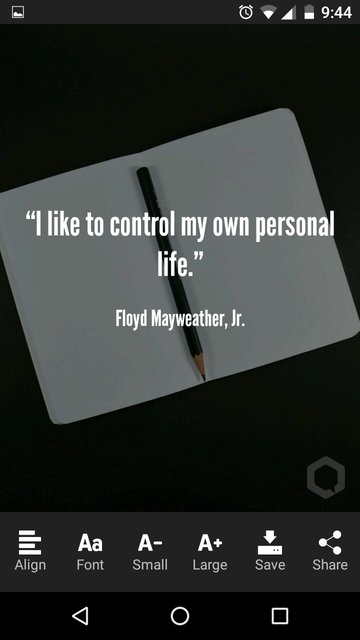 9:44
“I like to control my own personal
life.”
Floyd Mayweather, Jr.
Aa A- A+
Align Font Small Large Save Share